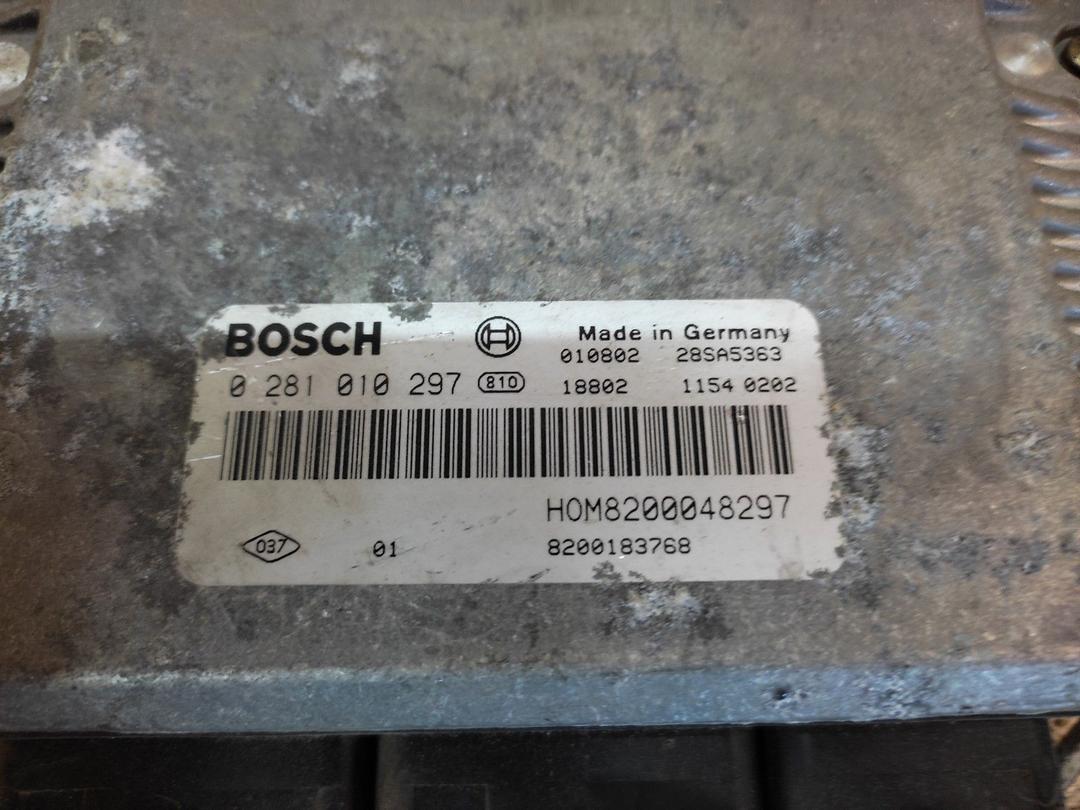 BOSCH
Made in Germany
010802 28SA5363
0 281 010 297 810
18802 1154 0202
HOM8200048297
037 01 8200183768